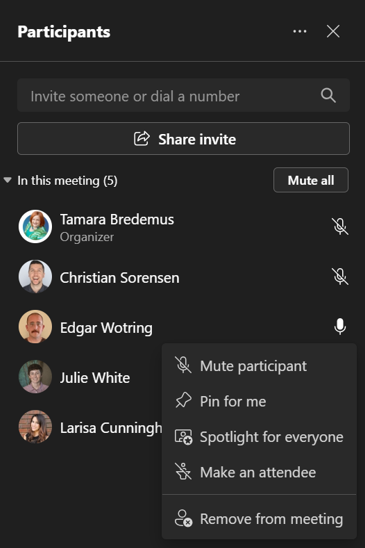 Participants
Invite someone or dial a number
Share invite
In this meeting (5)
Mute all
Tamara Bredemus
Organizer
Christian Sorensen
Edgar Wotring
Mute participant
Julie White
Pin for me
Larisa Cunningh
Spotlight for everyone
Make an attendee
Remove from meeting